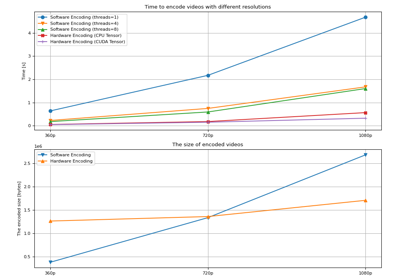 Time to encode videos with different resolutions
Software Encoding (threads=1)
Software Encoding (threads=4)
Software Encoding (threads=8)
Hardware Encoding (CPU Tensor)
Hardware Encoding (CUDA Tensor)
Time [s]
4
3
2
1
0
360p 720p 1080p
The size of encoded videos
1e6
Software Encoding
Hardware Encoding
The encoded size [bytes]
2.5
2.0
1.5
1.0
0.5
360p 720p 1080p